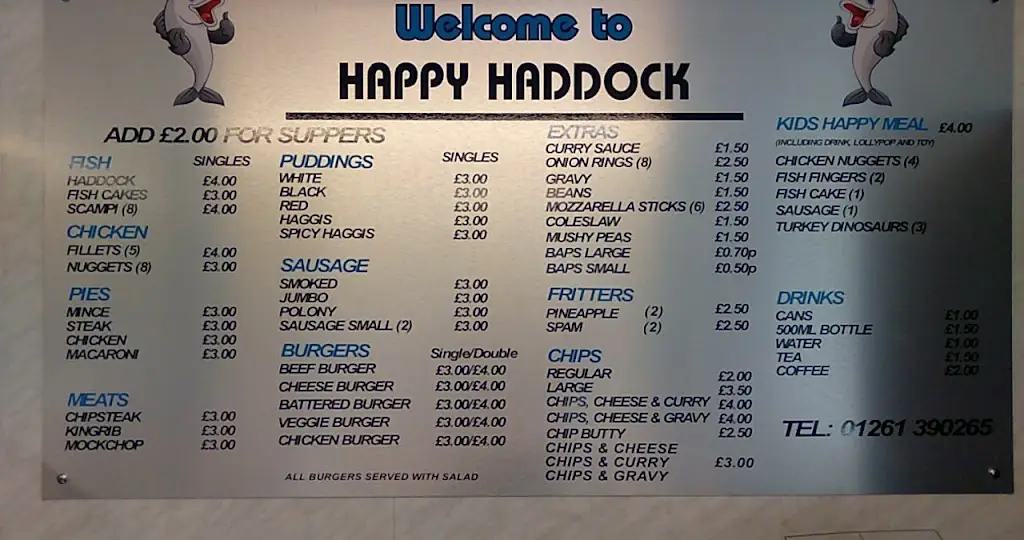 Welcome to
HAPPY HADDOCK
ADD £2.00 FOR SUPPERS
FISH SINGLES
HADDOCK £4.00
FISH CAKES £3.00
SCAMPI (8) £4.00
CHICKEN
FILLETS (5) £4.00
NUGGETS (8) £3.00
PIES
MINCE £3.00
STEAK £3.00
CHICKEN £3.00
MACARONI £3.00
MEATS
CHIPSTEAK £3.00
KINGRIB £3.00
MOCKCHOP £3.00
PUDDINGS SINGLES
WHITE £3.00
BLACK £3.00
RED £3.00
HAGGIS £3.00
SPICY HAGGIS £3.00
SAUSAGE
SMOKED £3.00
JUMBO £3.00
POLONY £3.00
SAUSAGE SMALL (2) £3.00
BURGERS Single/Double
BEEF BURGER £3.00/£4.00
CHEESE BURGER £3.00/£4.00
BATTERED BURGER £3.00/£4.00
VEGGIE BURGER £3.00/£4.00
CHICKEN BURGER £3.00/£4.00
ALL BURGERS SERVED WITH SALAD
EXTRAS
CURRY SAUCE £1.50
ONION RINGS (8) £2.50
GRAVY £1.50
BEANS £1.50
MOZZARELLA STICKS (6) £2.50
COLESLAW £1.50
MUSHY PEAS £1.50
BAPS LARGE £0.70p
BAPS SMALL £0.50p
FRITTERS
PINEAPPLE (2) £2.50
SPAM (2) £2.50
CHIPS
REGULAR £2.00
LARGE £3.50
CHIPS, CHEESE & CURRY £4.00
CHIPS, CHEESE & GRAVY £4.00
CHIP BUTTY £2.50
CHIPS & CHEESE
CHIPS & CURRY £3.00
CHIPS & GRAVY
KIDS HAPPY MEAL £4.00
(INCLUDING DRINK, LOLLYPOP AND TOY)
CHICKEN NUGGETS (4)
FISH FINGERS (2)
FISH CAKE (1)
SAUSAGE (1)
TURKEY DINOSAURS (3)
DRINKS
CANS £1.00
500ML BOTTLE £1.50
WATER £1.00
TEA £1.50
COFFEE £2.00
TEL: 01261 390265